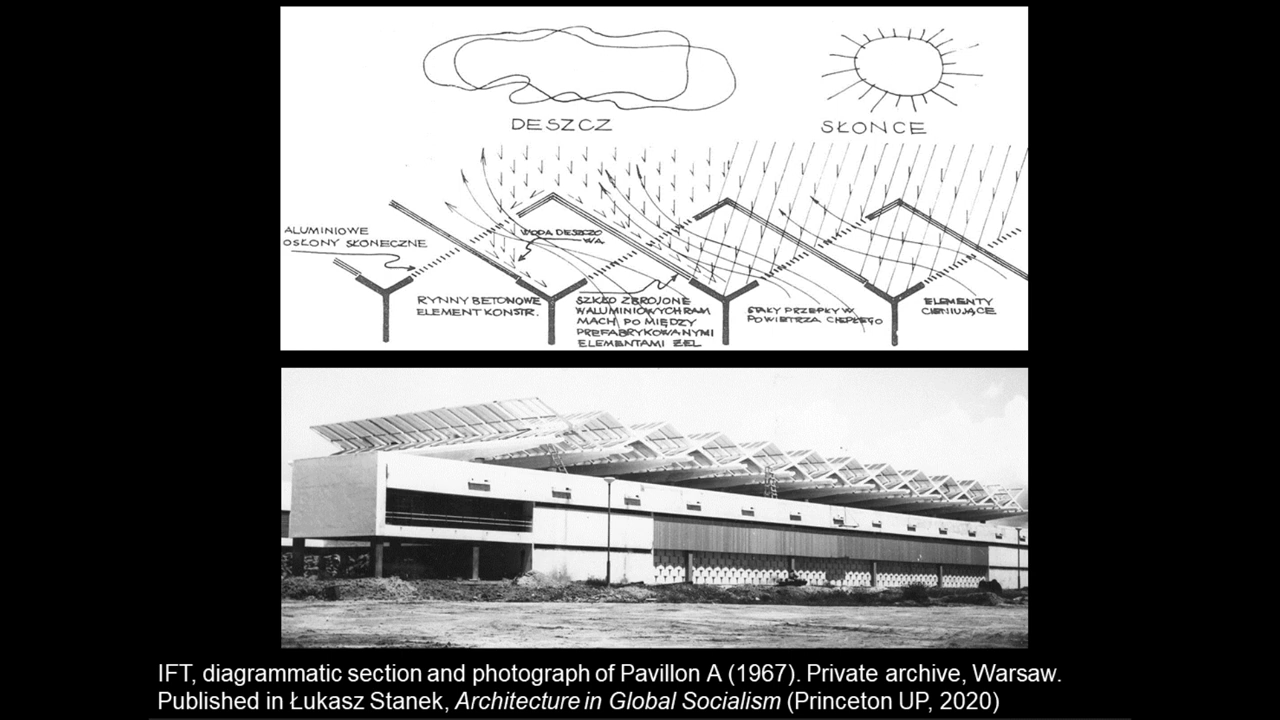 DESZCZ
SŁONCE
ALUMINIOWE
OSŁONY SŁONECZNE
WODA DESZCZO
WA
RYNNY BETONOWE
ELEMENT KONSTR.
SZKŁO ZBROJONE
W ALUMINIOWYCH RAM
MACH PO MIĘDZY
PREFABRYKOWANYMI
ELEMENTAMI ŻEL
STAŁY PRZEPŁYW
POWIETRZA CIEPŁEGO
ELEMENTY
CIENIUJĄCE
IFT, diagrammatic section and photograph of Pavillon A (1967). Private archive, Warsaw.
Published in Łukasz Stanek, Architecture in Global Socialism (Princeton UP, 2020)